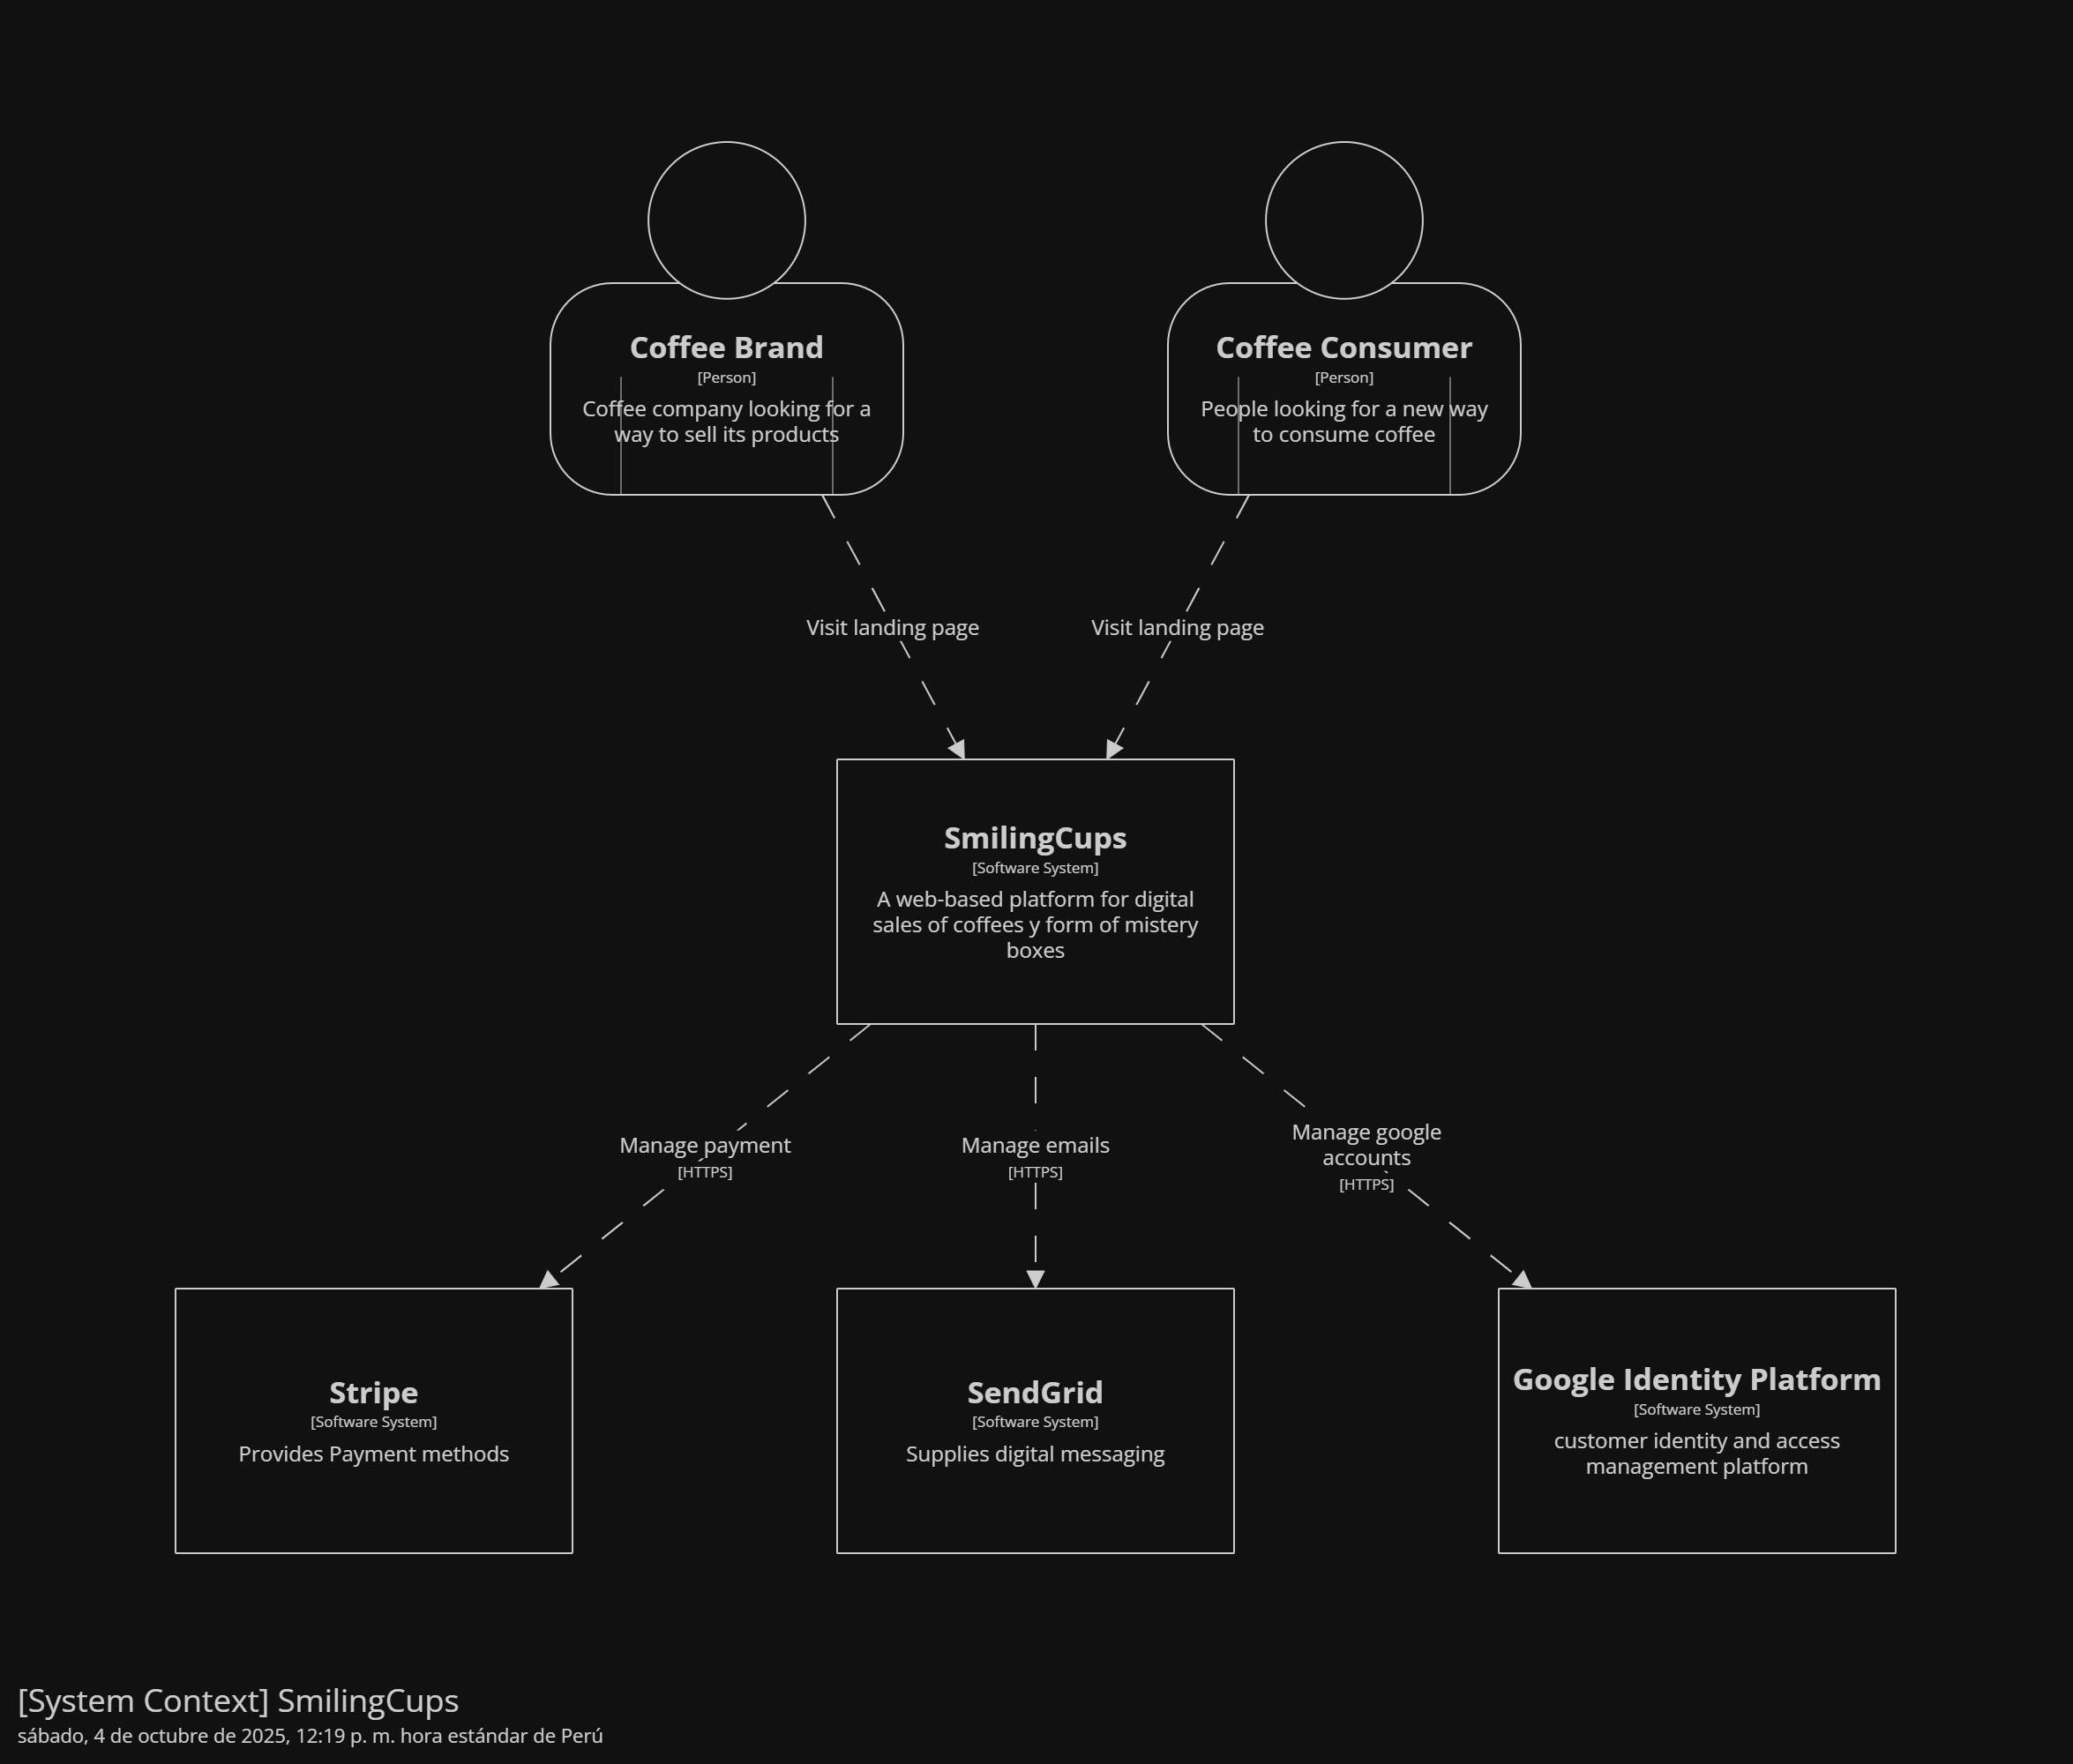 Coffee Brand
[Person]
Coffee company looking for a
way to sell its products
Coffee Consumer
[Person]
People looking for a new way
to consume coffee
Visit landing page
Visit landing page
SmilingCups
[Software System]
A web-based platform for digital
sales of coffees y form of mistery
boxes
Manage payment
[HTTPS]
Manage emails
[HTTPS]
Manage google
accounts
[HTTPS]
Stripe
[Software System]
Provides Payment methods
SendGrid
[Software System]
Supplies digital messaging
Google Identity Platform
[Software System]
customer identity and access
management platform
[System Context] SmilingCups
sábado, 4 de octubre de 2025, 12:19 p. m. hora estándar de Perú